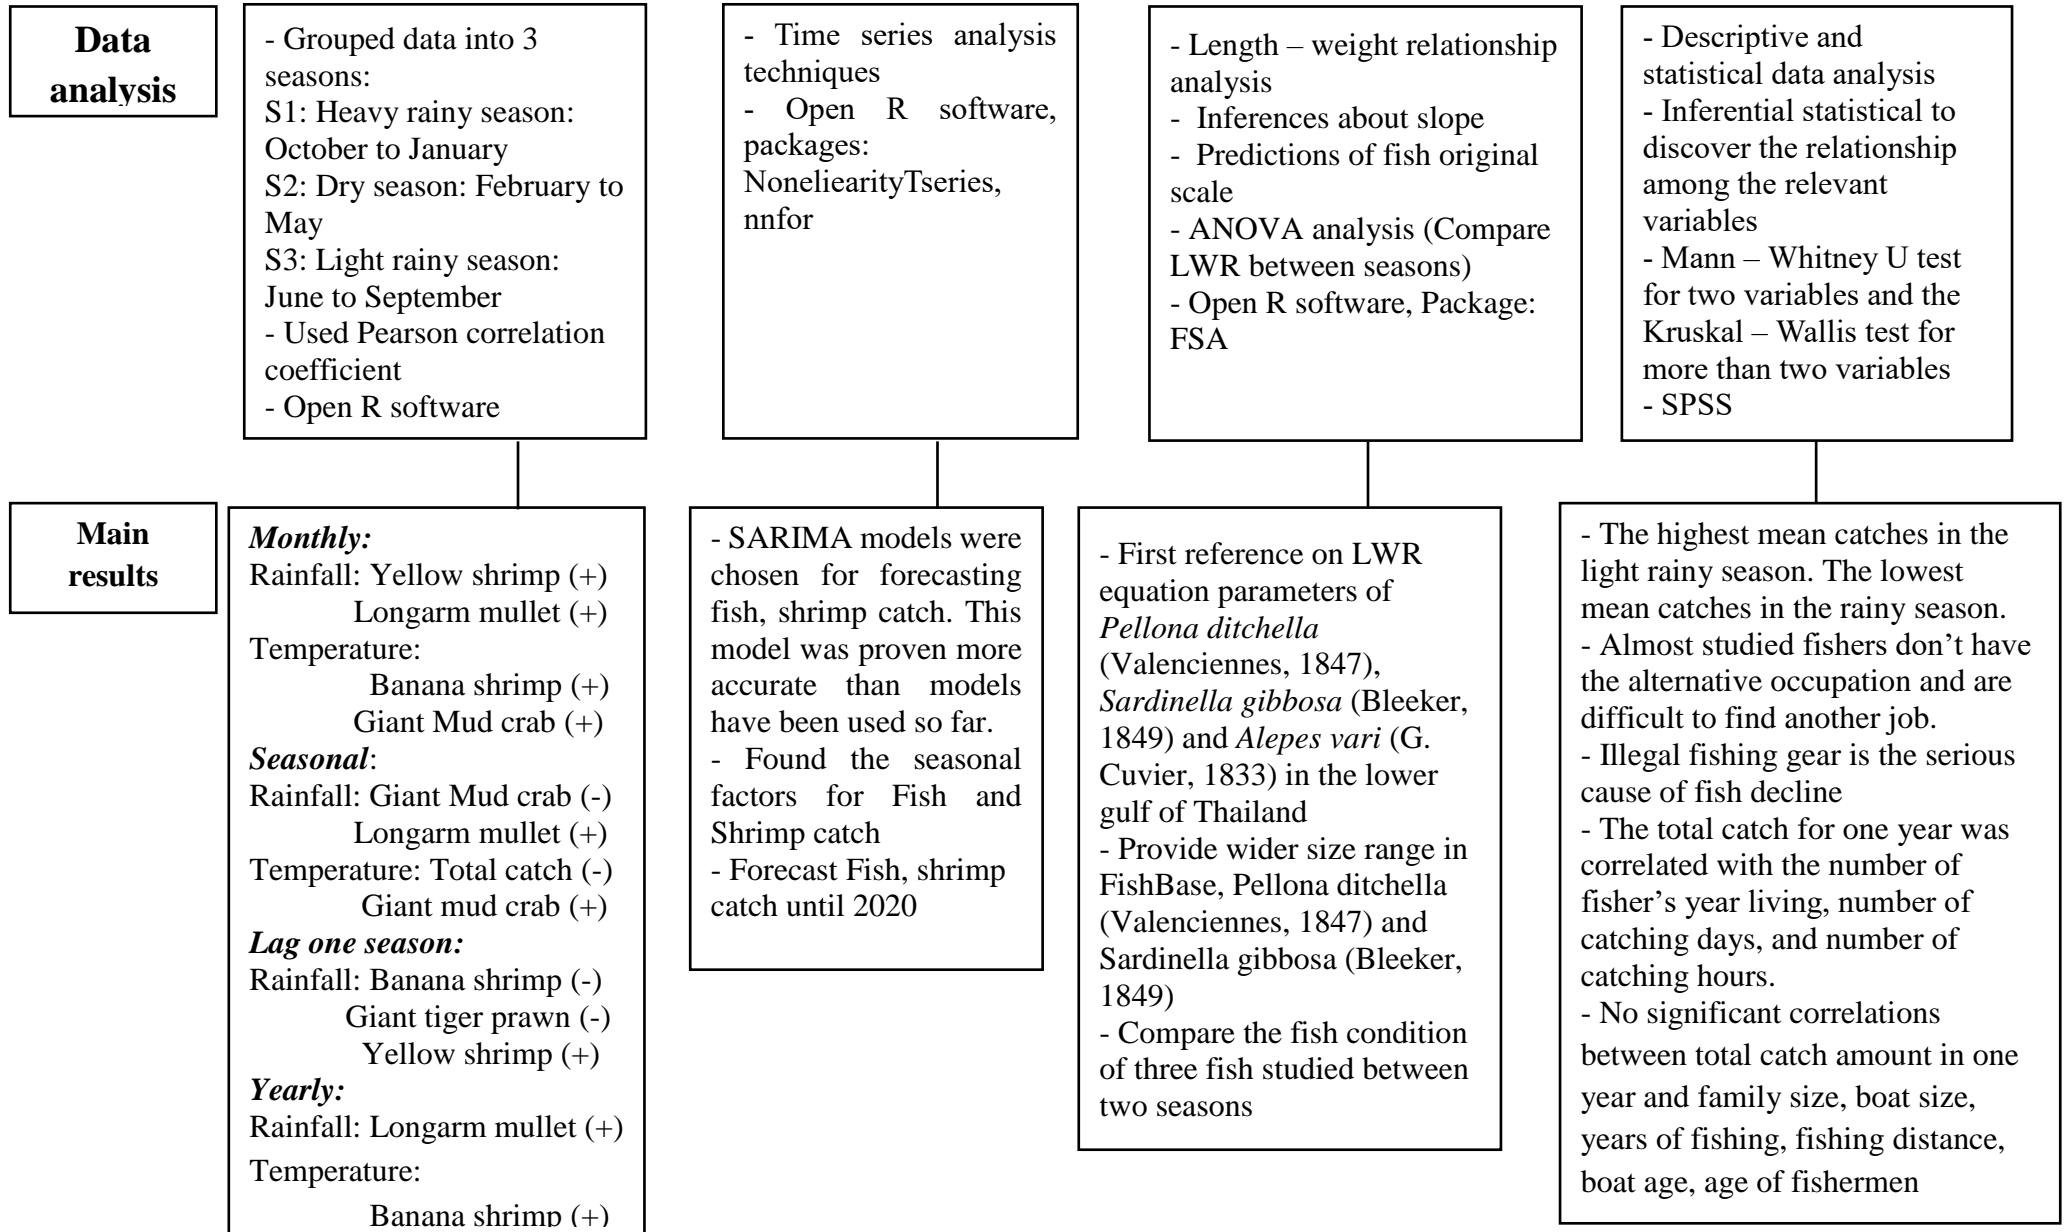 Data
analysis
- Grouped data into 3
seasons:
S1: Heavy rainy season:
October to January
S2: Dry season: February to
May
S3: Light rainy season:
June to September
- Used Pearson correlation
coefficient
- Open R software
- Time series analysis
techniques
- Open R software,
packages:
NoneliearityTseries,
nnfor
- Length – weight relationship
analysis
- Inferences about slope
- Predictions of fish original
scale
- ANOVA analysis (Compare
LWR between seasons)
- Open R software, Package:
FSA
- Descriptive and
statistical data analysis
- Inferential statistical to
discover the relationship
among the relevant
variables
- Mann – Whitney U test
for two variables and the
Kruskal – Wallis test for
more than two variables
- SPSS
Main
results
Monthly:
Rainfall: Yellow shrimp (+)
Longarm mullet (+)
Temperature:
Banana shrimp (+)
Giant Mud crab (+)
Seasonal:
Rainfall: Giant Mud crab (-)
Longarm mullet (+)
Temperature: Total catch (-)
Giant mud crab (+)
Lag one season:
Rainfall: Banana shrimp (-)
Giant tiger prawn (-)
Yellow shrimp (+)
Yearly:
Rainfall: Longarm mullet (+)
Temperature:
Banana shrimp (+)
- SARIMA models were
chosen for forecasting
fish, shrimp catch. This
model was proven more
accurate than models
have been used so far.
- Found the seasonal
factors for Fish and
Shrimp catch
- Forecast Fish, shrimp
catch until 2020
- First reference on LWR
equation parameters of
Pellona ditchella
(Valenciennes, 1847),
Sardinella gibbosa (Bleeker,
1849) and Alepes vari (G.
Cuvier, 1833) in the lower
gulf of Thailand
- Provide wider size range in
FishBase, Pellona ditchella
(Valenciennes, 1847) and
Sardinella gibbosa (Bleeker,
1849)
- Compare the fish condition
of three fish studied between
two seasons
- The highest mean catches in the
light rainy season. The lowest
mean catches in the rainy season.
- Almost studied fishers don’t have
the alternative occupation and are
difficult to find another job.
- Illegal fishing gear is the serious
cause of fish decline
- The total catch for one year was
correlated with the number of
fisher’s year living, number of
catching days, and number of
catching hours.
- No significant correlations
between total catch amount in one
year and family size, boat size,
years of fishing, fishing distance,
boat age, age of fishermen